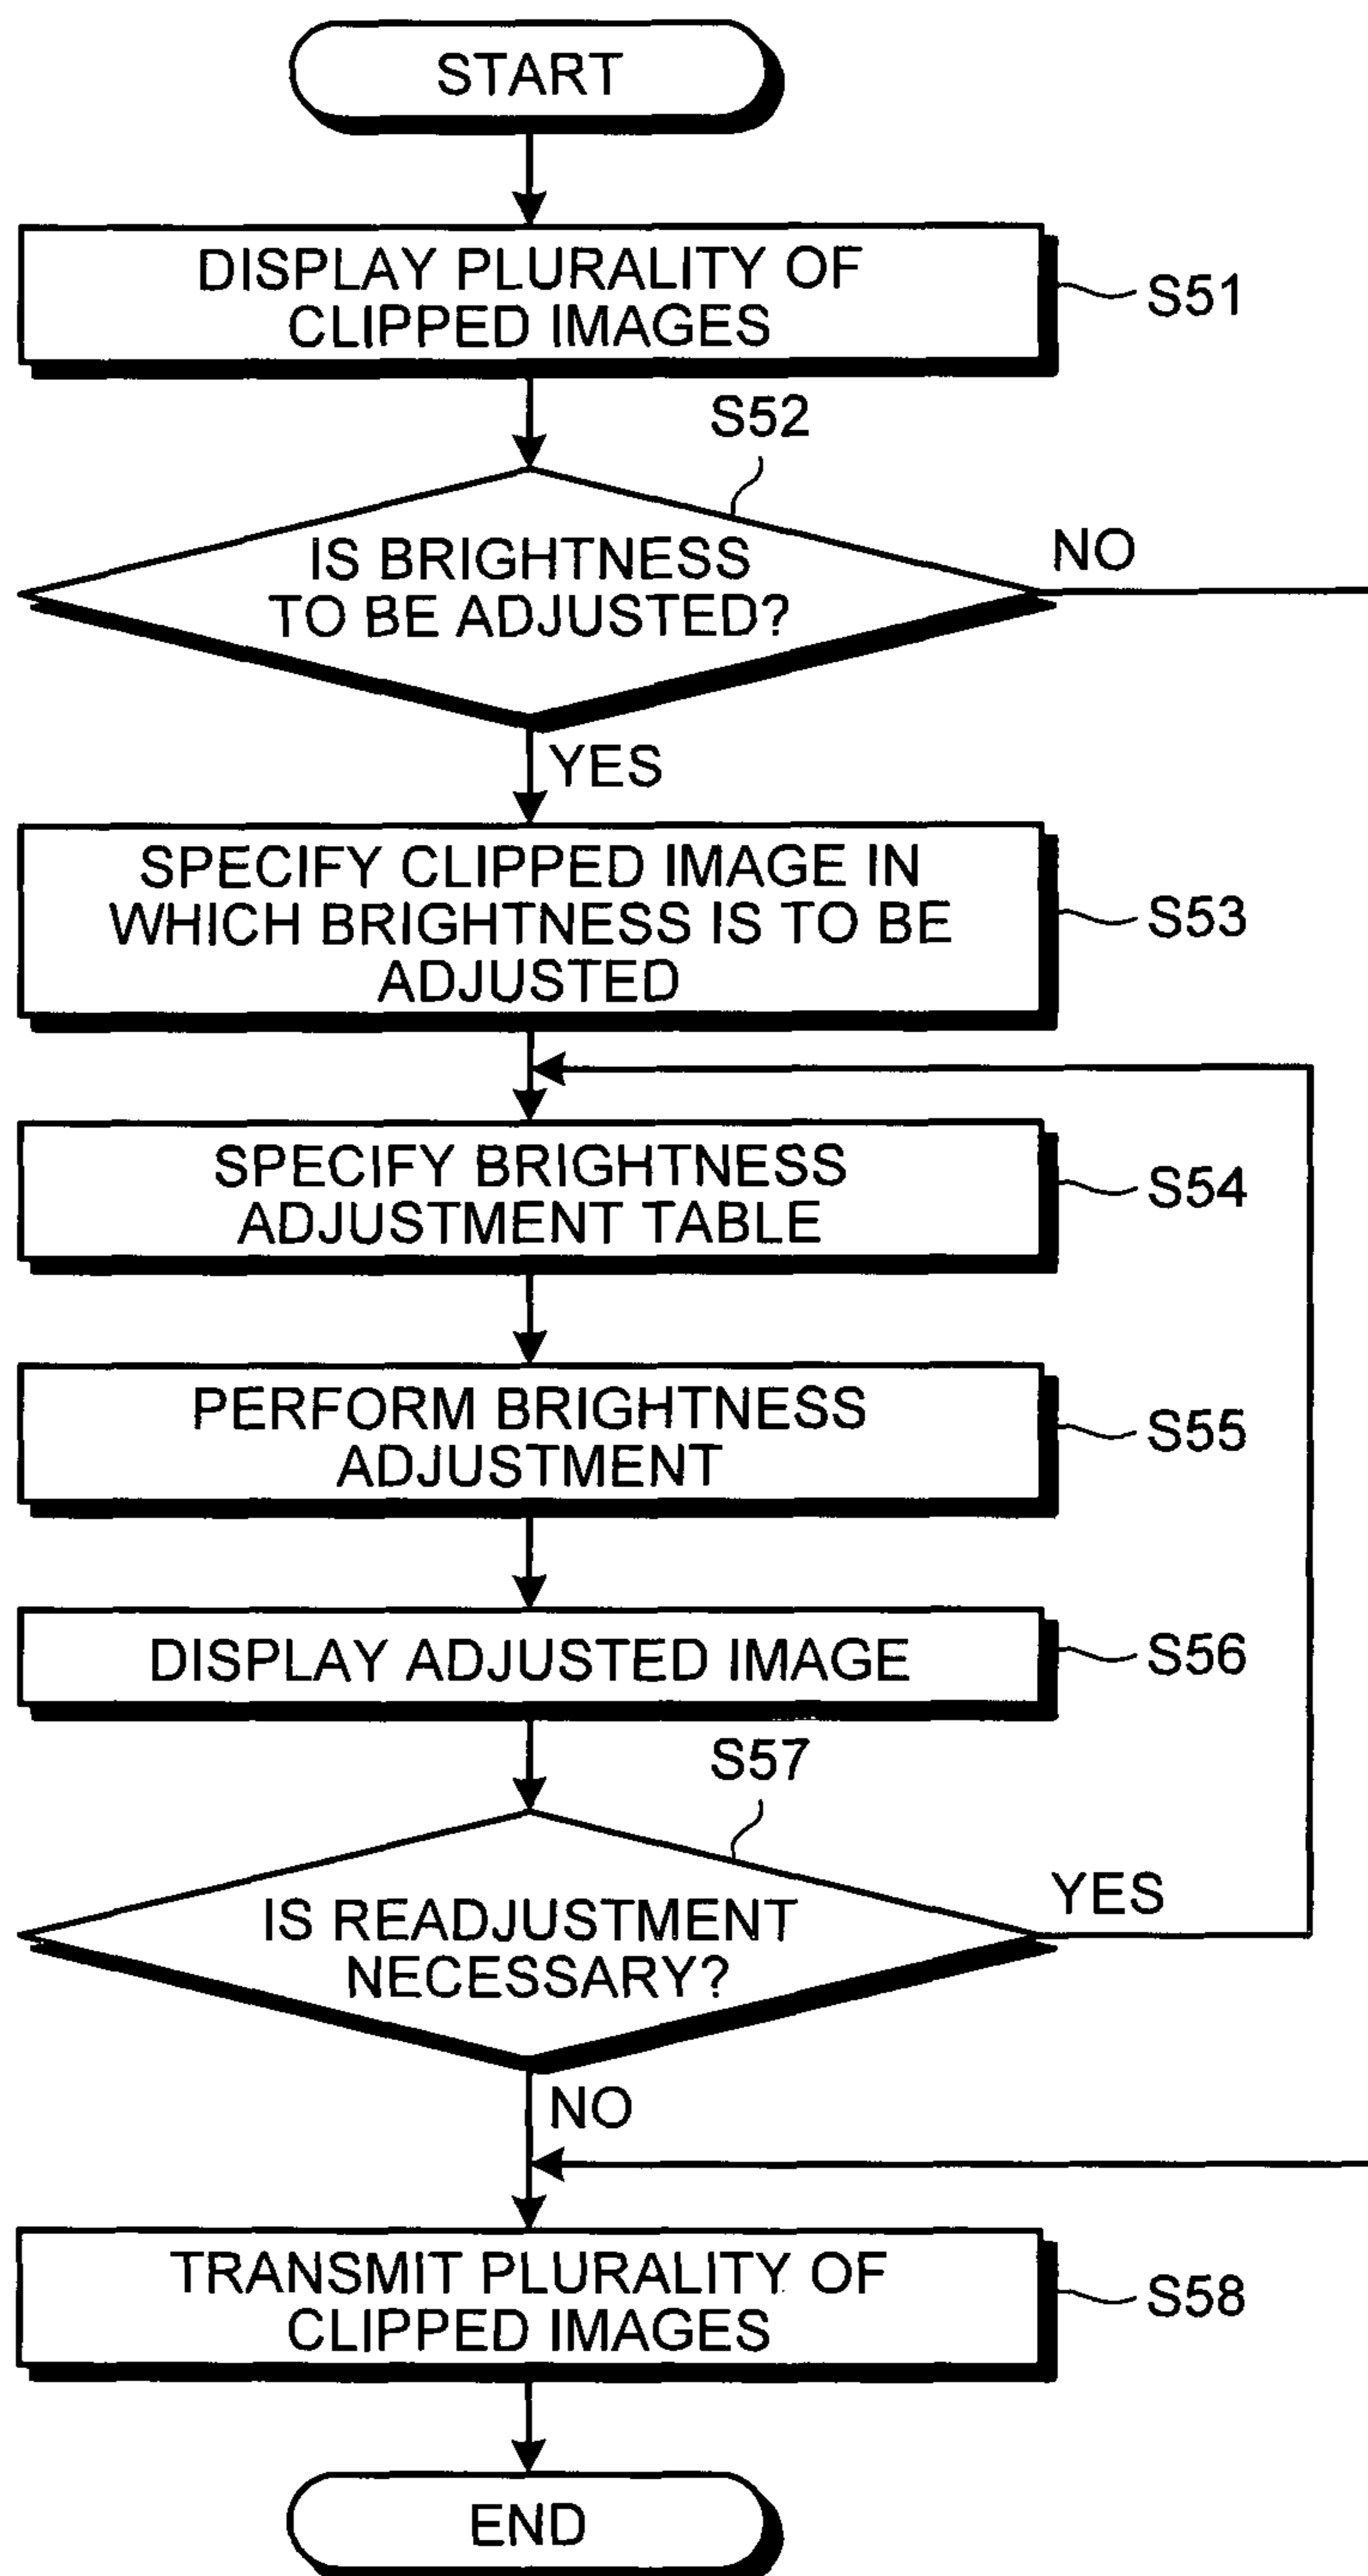 START
DISPLAY PLURALITY OF
CLIPPED IMAGES
S51
S52
IS BRIGHTNESS
TO BE ADJUSTED?
NO
YES
SPECIFY CLIPPED IMAGE IN
WHICH BRIGHTNESS IS TO BE
ADJUSTED
S53
SPECIFY BRIGHTNESS
ADJUSTMENT TABLE
S54
PERFORM BRIGHTNESS
ADJUSTMENT
S55
DISPLAY ADJUSTED IMAGE
S56
S57
IS READJUSTMENT
NECESSARY?
YES
NO
TRANSMIT PLURALITY OF
CLIPPED IMAGES
S58
END